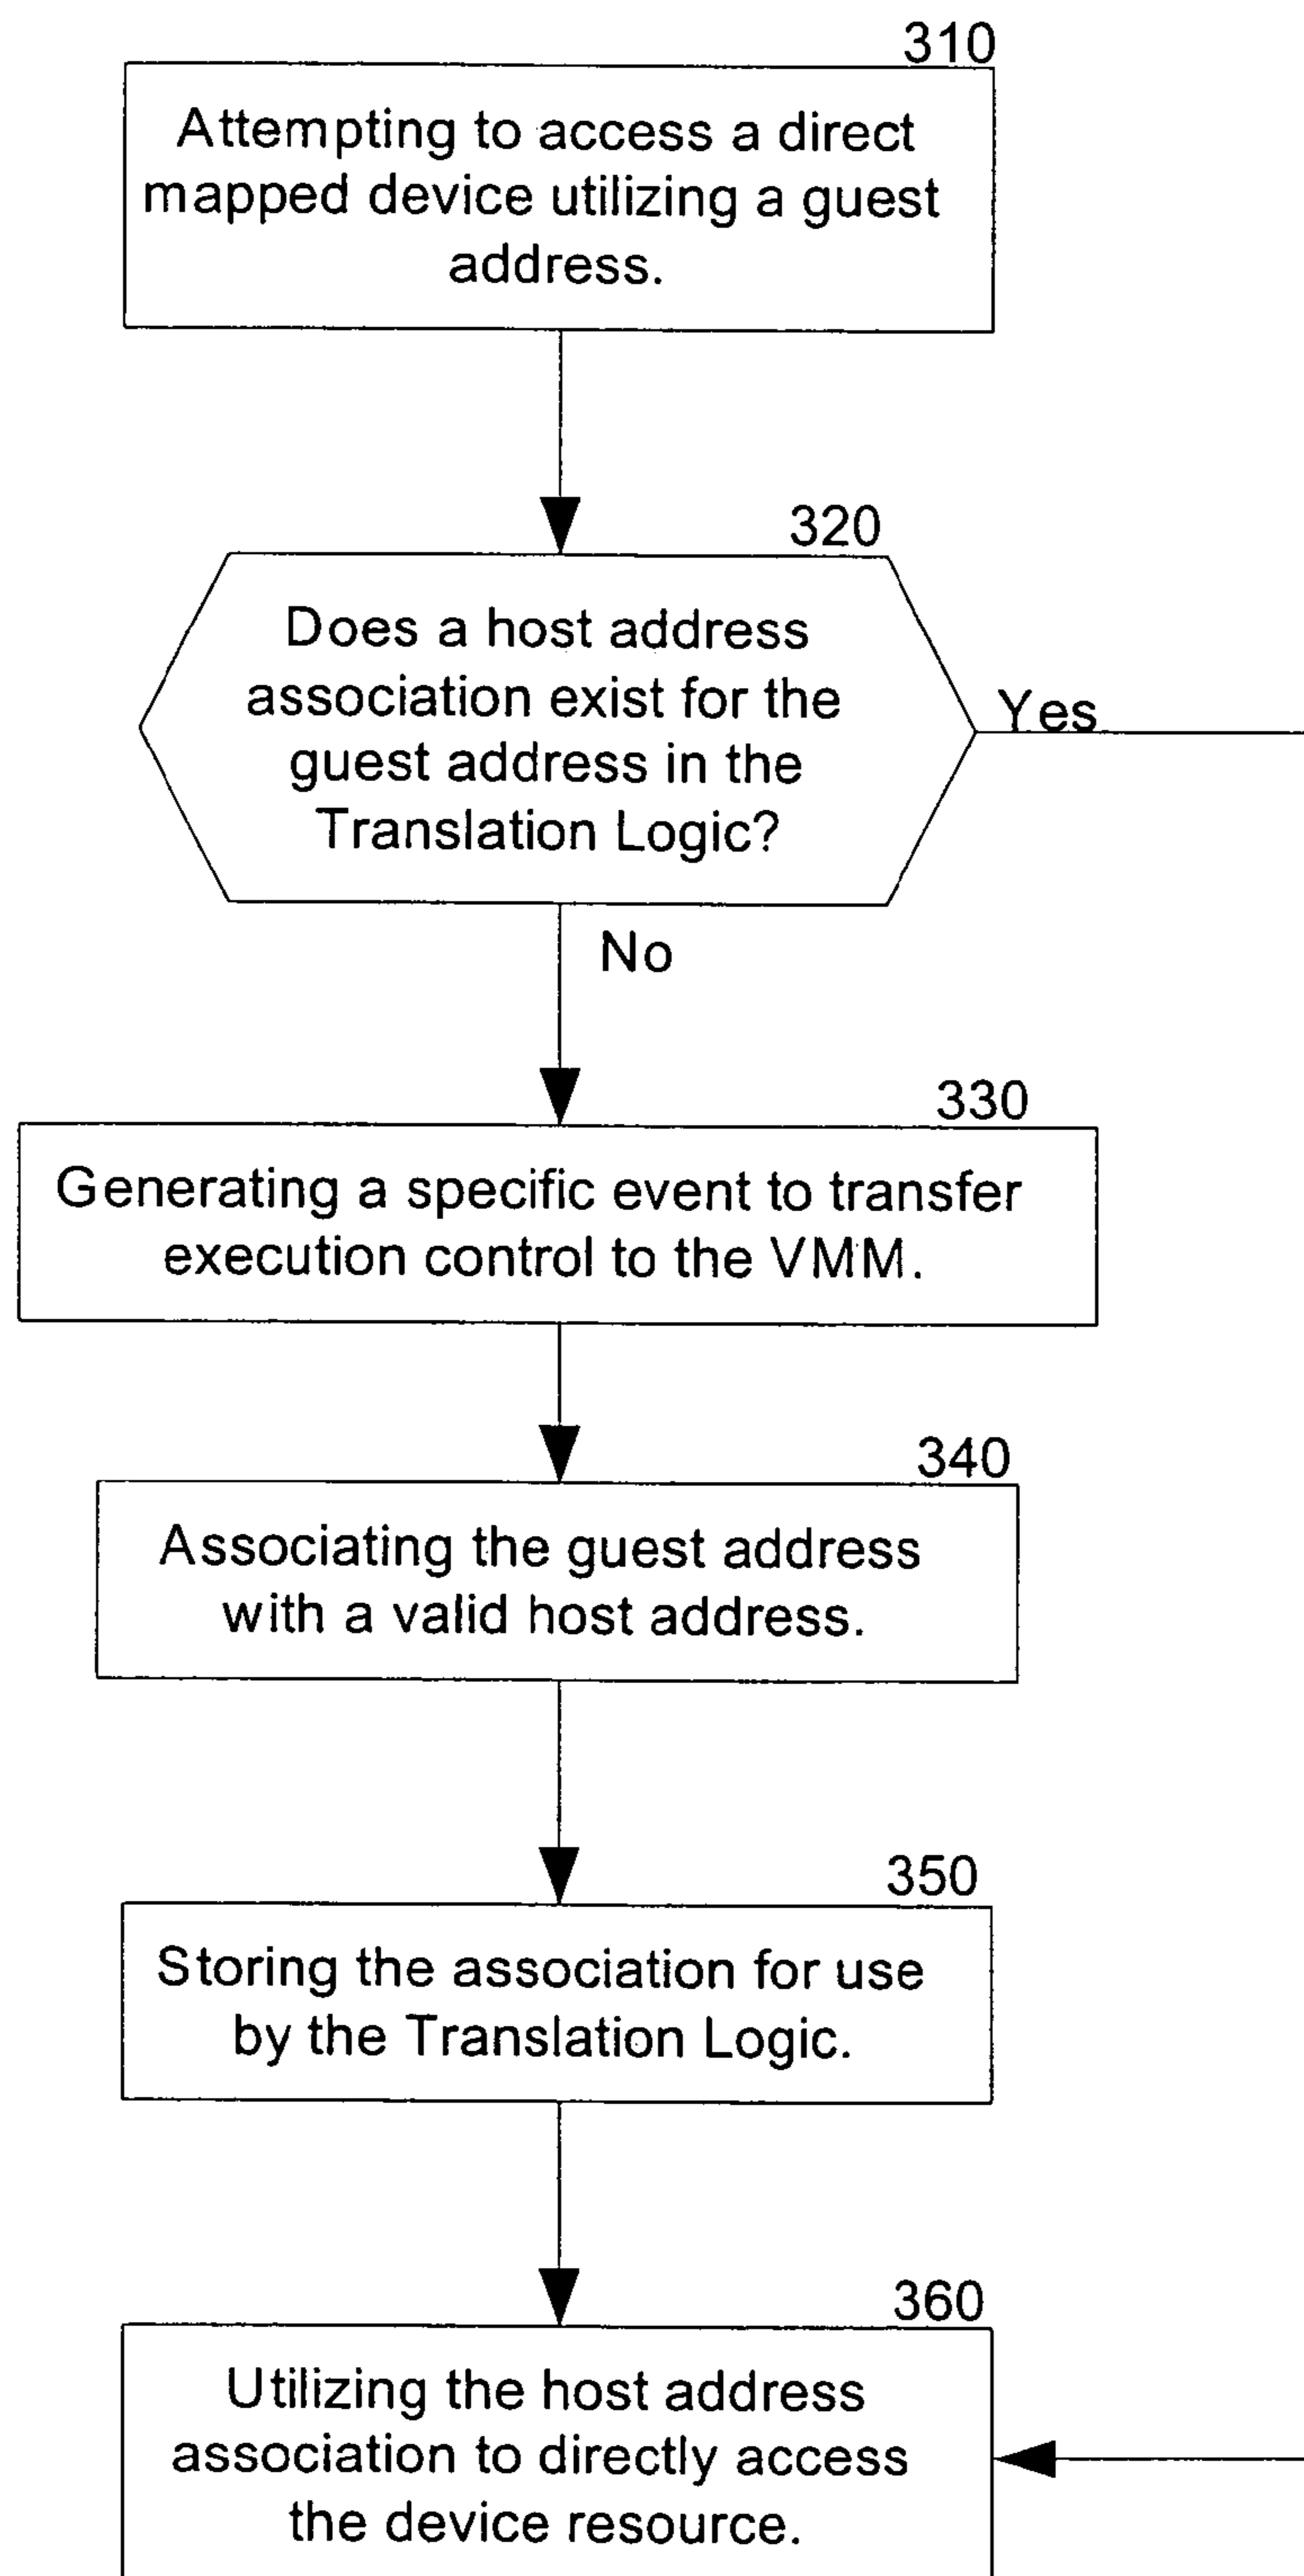 310
Attempting to access a direct
mapped device utilizing a guest
address.
320
Does a host address
association exist for the
guest address in the
Translation Logic?
Yes
No
330
Generating a specific event to transfer
execution control to the VMM.
340
Associating the guest address
with a valid host address.
350
Storing the association for use
by the Translation Logic.
360
Utilizing the host address
association to directly access
the device resource.